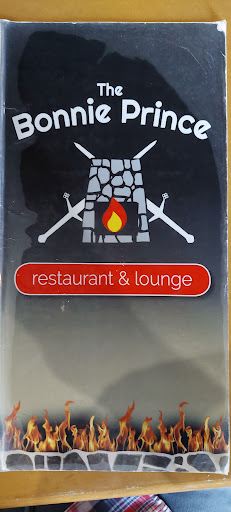 The
Bonnie Prince
restaurant & lounge